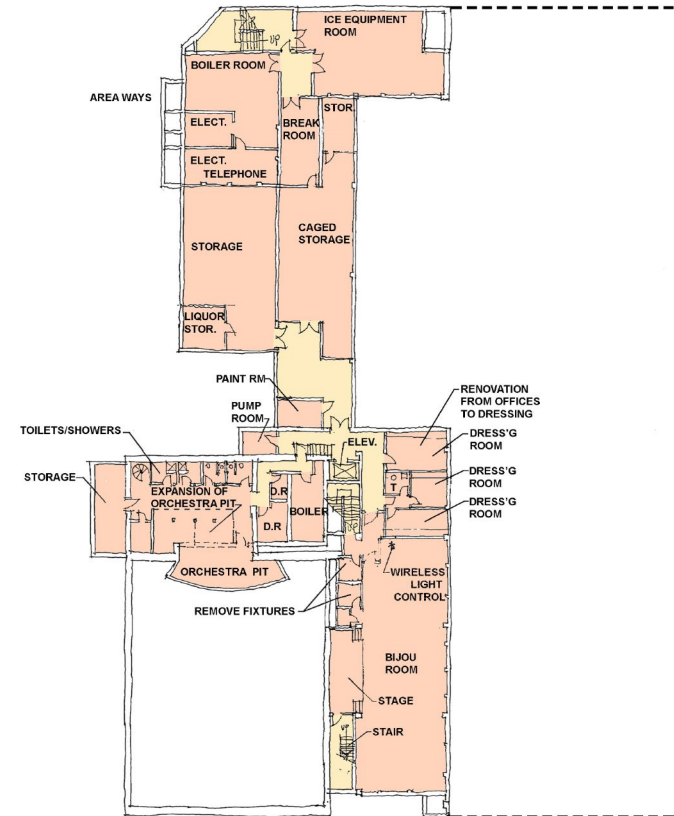 ICE EQUIPMENT
ROOM
UP
BOILER ROOM
AREA WAYS
STOR.
ELECT.
BREAK
ROOM
ELECT.
TELEPHONE
CAGED
STORAGE
STORAGE
LIQUOR
STOR.
PAINT RM
RENOVATION
FROM OFFICES
TO DRESSING
PUMP
ROOM
TOILETS/SHOWERS
ELEV.
DRESS'G
ROOM
STORAGE
DRESS'G
ROOM
T
EXPANSION OF
ORCHESTRA PIT
D.R
BOILER
DRESS'G
ROOM
D.R
UP
ORCHESTRA PIT
WIRELESS
LIGHT
CONTROL
REMOVE FIXTURES
BIJOU
ROOM
STAGE
STAIR